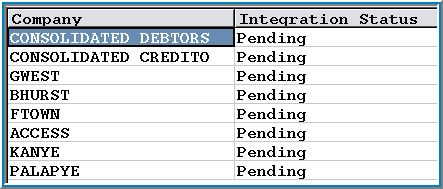 Company Integration Status
CONSOLIDATED DEBTORS Pending
CONSOLIDATED CREDITO Pending
GWEST Pending
BHURST Pending
FTOWN Pending
ACCESS Pending
KANYE Pending
PALAPYE Pending